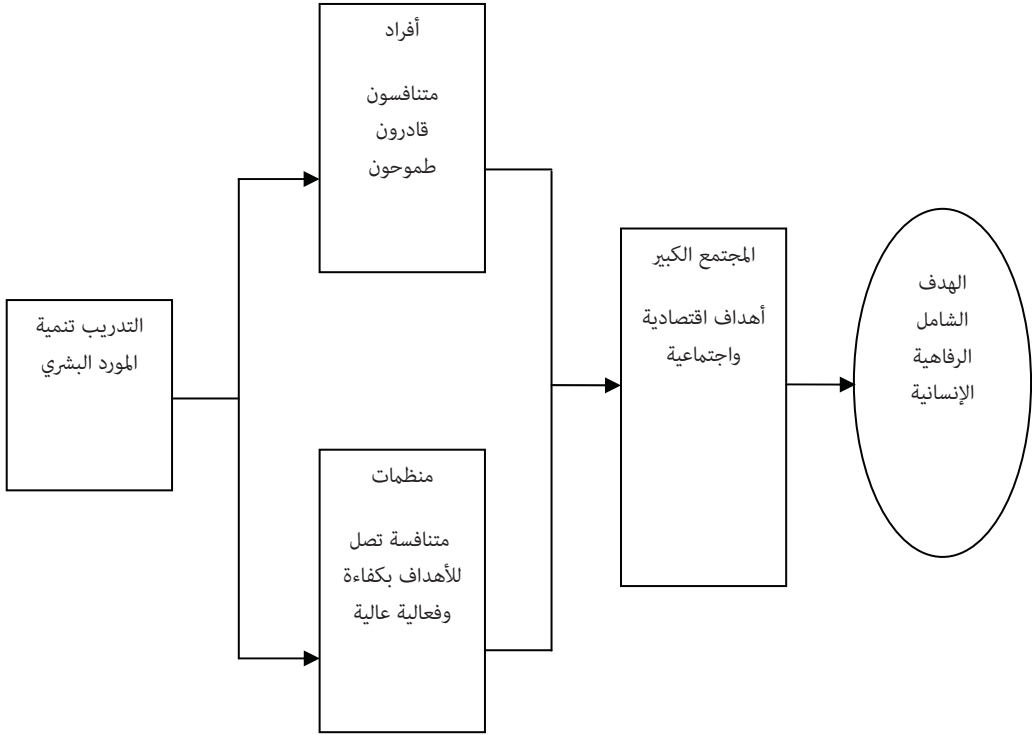 التدريب تنمية
المورد البشري
أفراد
متنافسون
قادرون
طموحون
منظمات
متنافسة تصل
للأهداف بكفاءة
وفعالية عالية
المجتمع الكبير
أهداف اقتصادية
واجتماعية
الهدف
الشامل
الرفاهية
الإنسانية